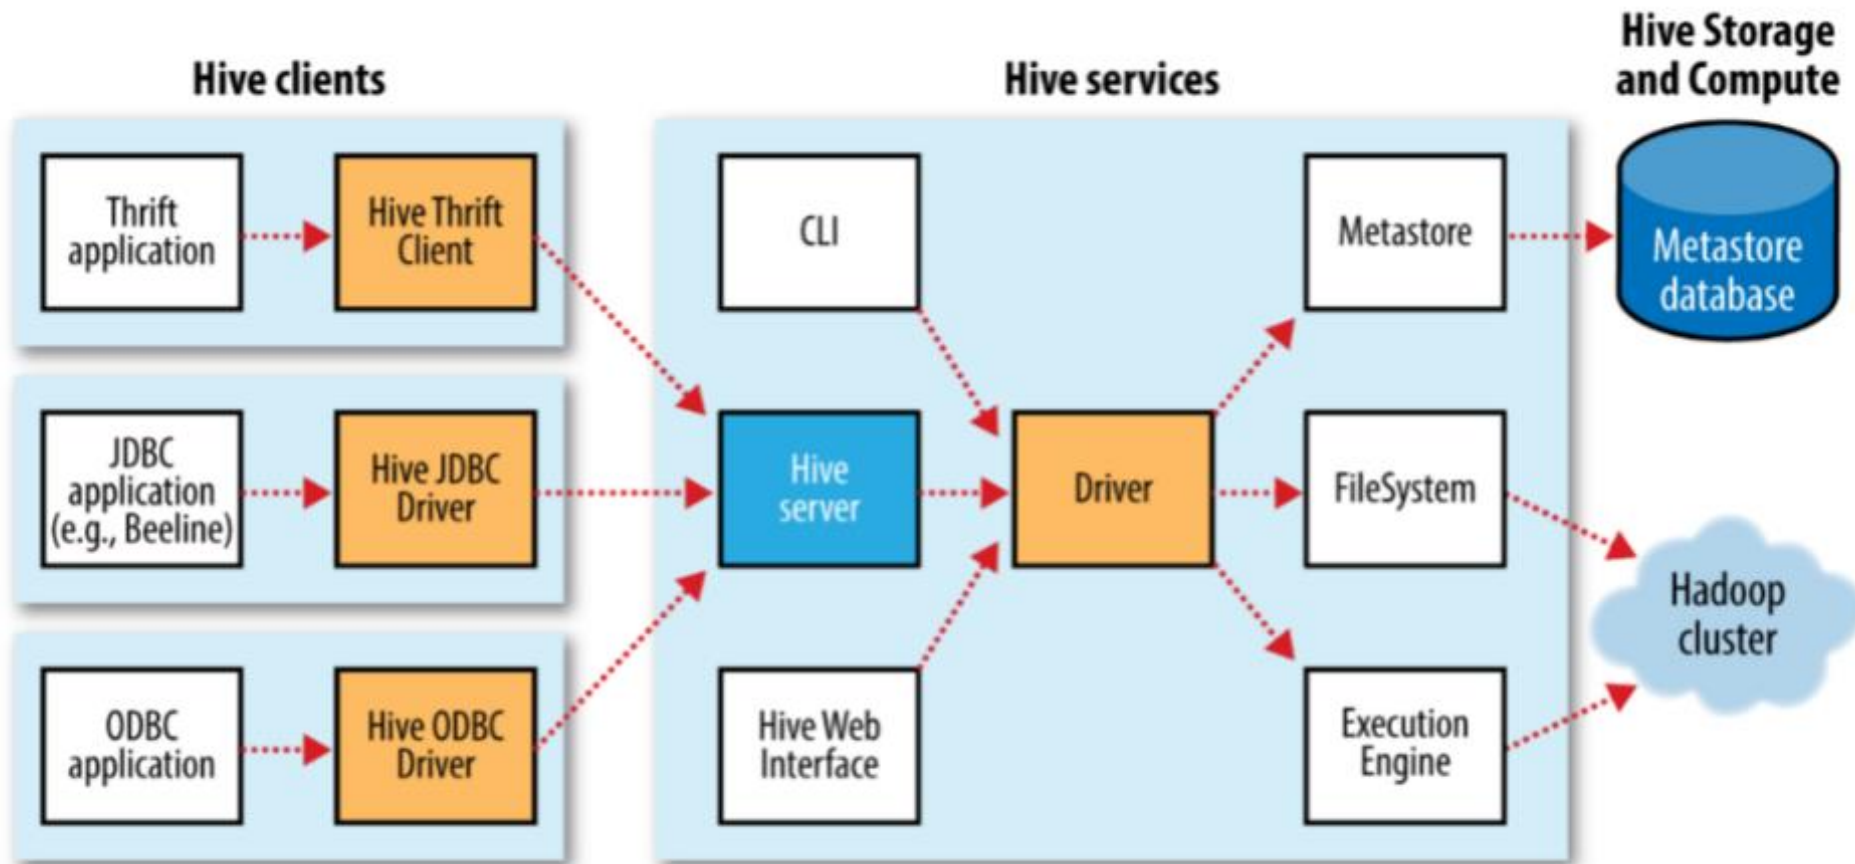 Hive clients
Hive services
Hive Storage
and Compute
Thrift
application
Hive Thrift
Client
CLI
Metastore
Metastore
database
JDBC
application
(e.g., Beeline)
Hive JDBC
Driver
Hive
server
Driver
FileSystem
Hadoop
cluster
ODBC
application
Hive ODBC
Driver
Hive Web
Interface
Execution
Engine